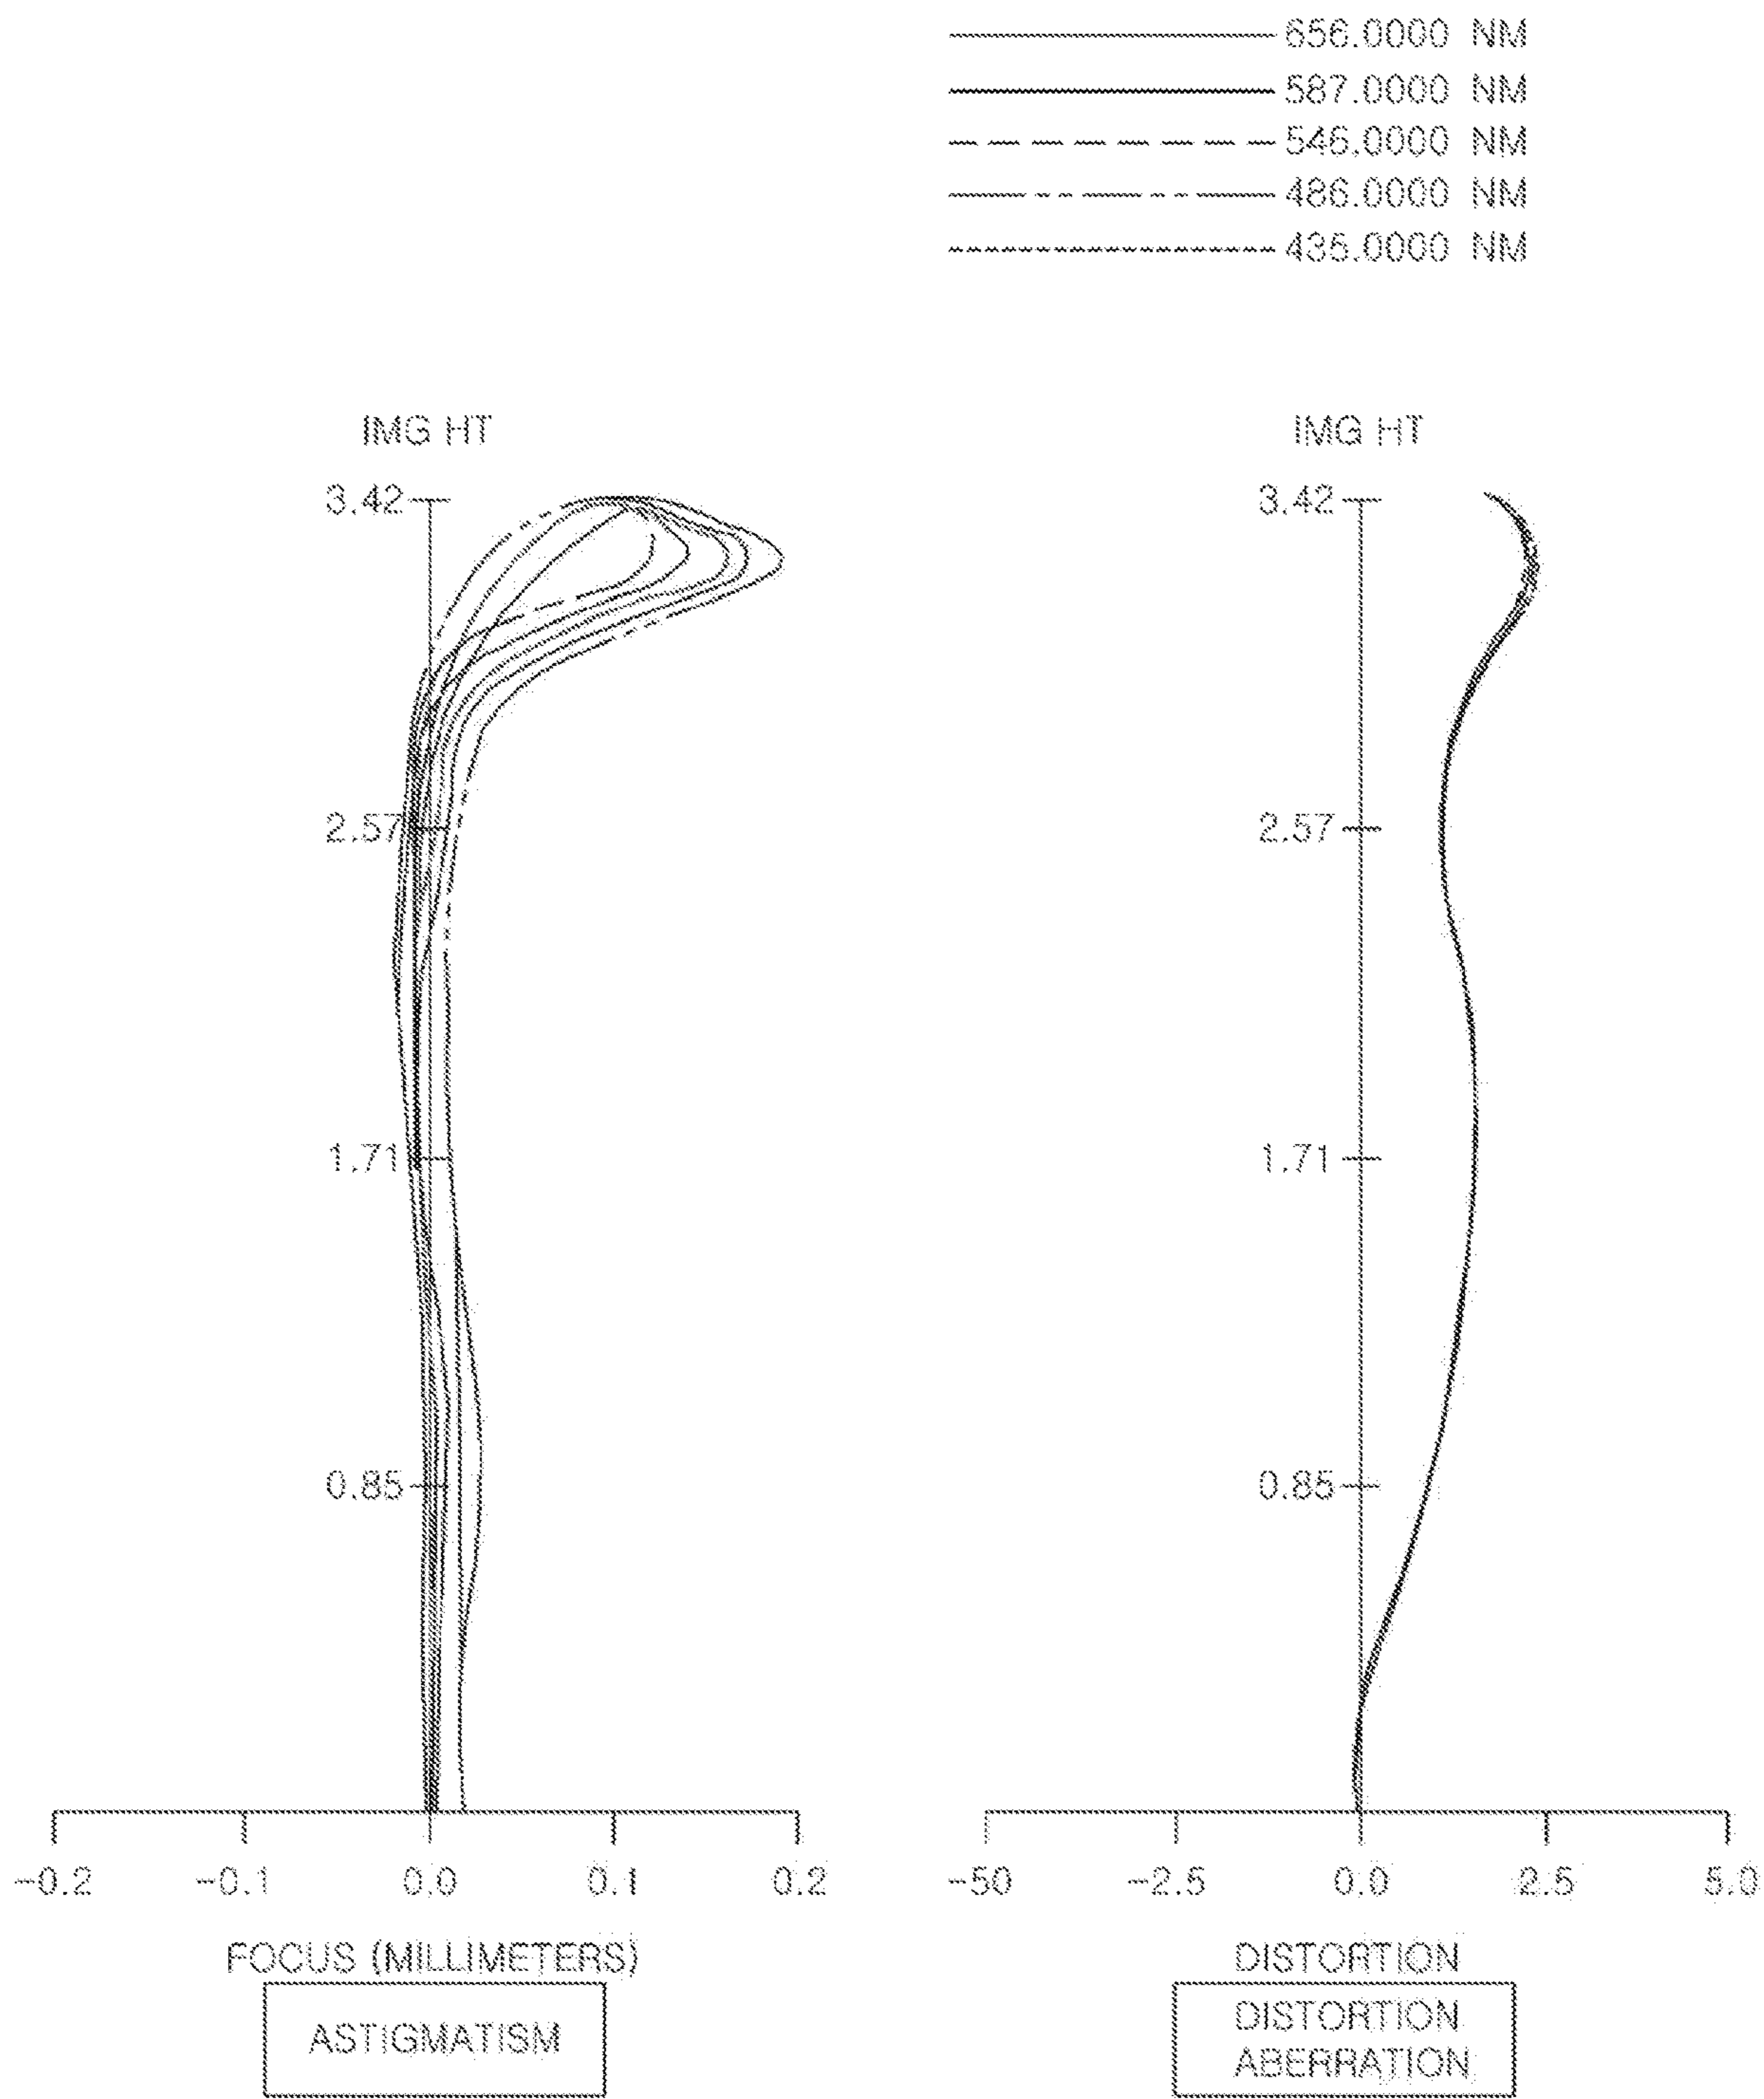 656.0000 NM
587.0000 NM
546.0000 NM
486.0000 NM
435.0000 NM
IMG HT
3.42
2.57
1.71
0.85
-0.2 -0.1 0.0 0.1 0.2
FOCUS (MILLIMETERS)
ASTIGMATISM
IMG HT
3.42
2.57
1.71
0.85
-50 -2.5 0.0 2.5 5.0
DISTORTION
DISTORTION
ABERRATION